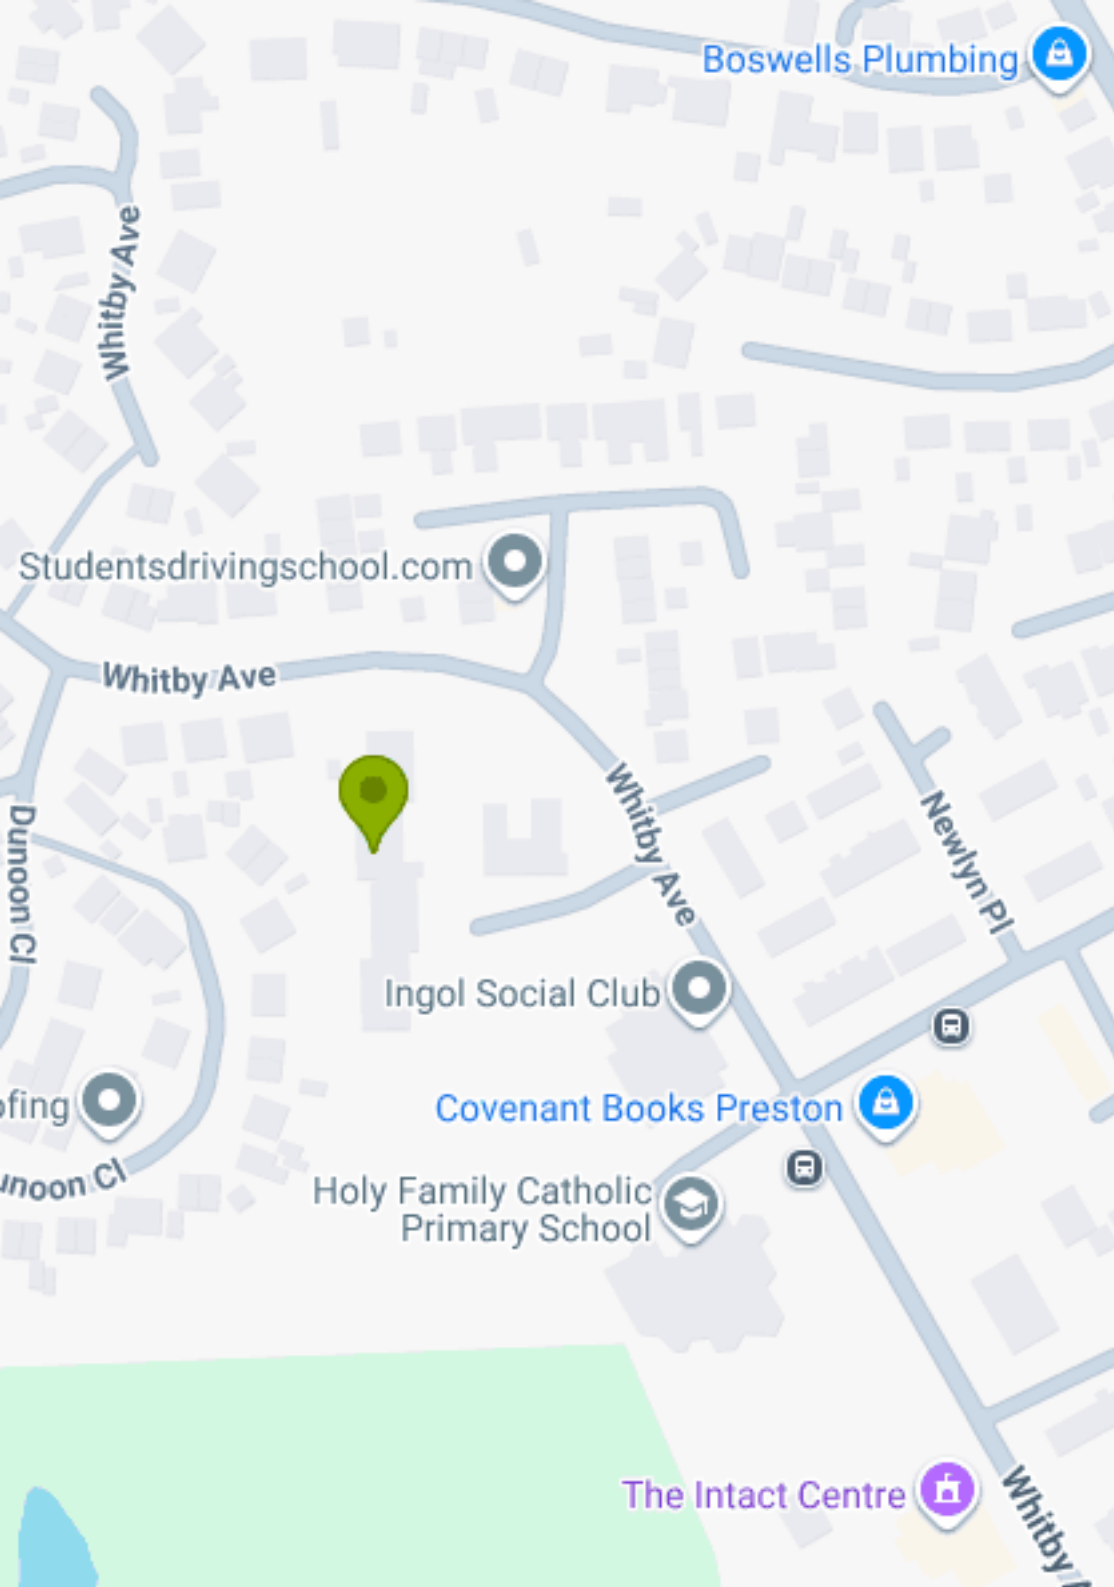 Boswells Plumbing
Whitby Ave
Studentsdrivingschool.com
Whitby Ave
Whitby Ave
Dunoon Cl
Newlyn Pl
Ingol Social Club
ofing
Covenant Books Preston
unoon Cl
Holy Family Catholic
Primary School
The Intact Centre
Whitby A